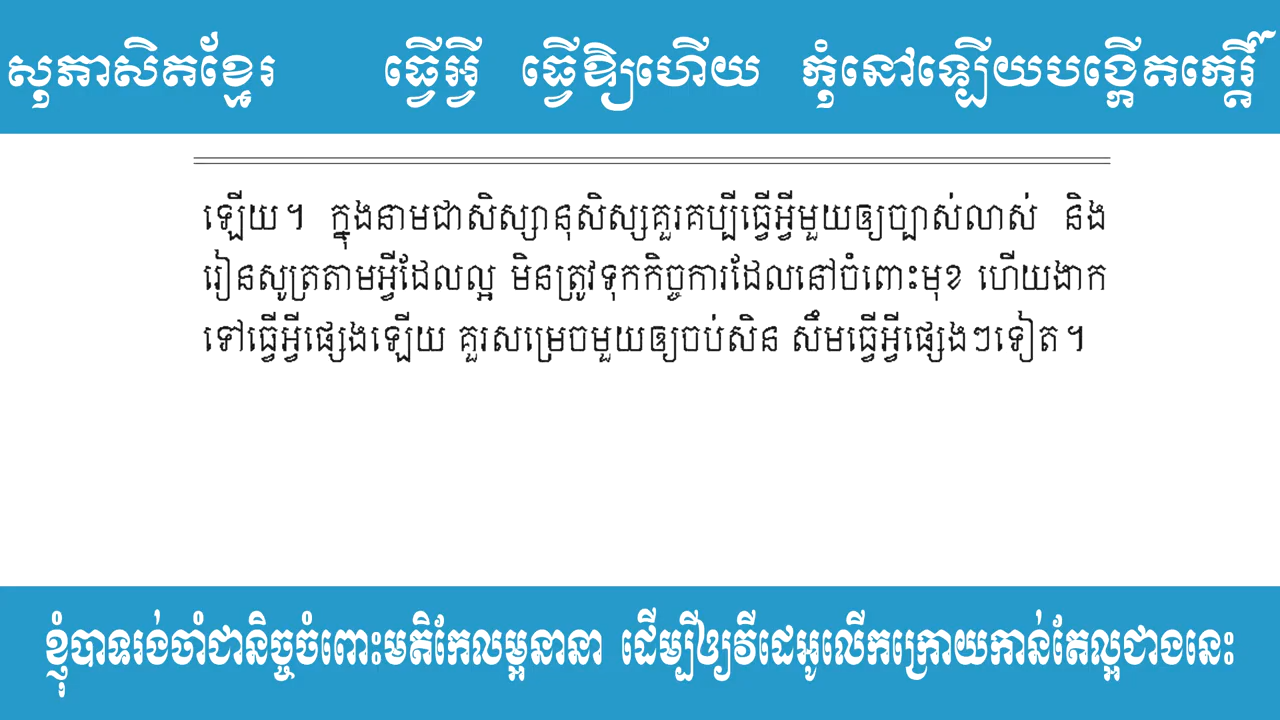 សុភាសិតខ្មែរ ធ្វើអ្វី ធ្វើឱ្យហើយ កុំនៅឡើយបង្កើតកេរ្តិ៍
ឡើយ។ ក្នុងនាមជាសិស្សានុសិស្សគួរគប្បីធ្វើអ្វីមួយឲ្យច្បាស់លាស់ និង
រៀនសូត្រតាមអ្វីដែលល្អ មិនត្រូវទុកកិច្ចការដែលនៅចំពោះមុខ ហើយងាក
ទៅធ្វើអ្វីផ្សេងឡើយ គួរសម្រេចមួយឲ្យចប់សិន សឹមធ្វើអ្វីផ្សេងៗទៀត។
ខ្ញុំបាទរង់ចាំជានិច្ចចំពោះមតិកែលម្អនានា ដើម្បីឲ្យវីដេអូលើកក្រោយកាន់តែល្អជាងនេះ